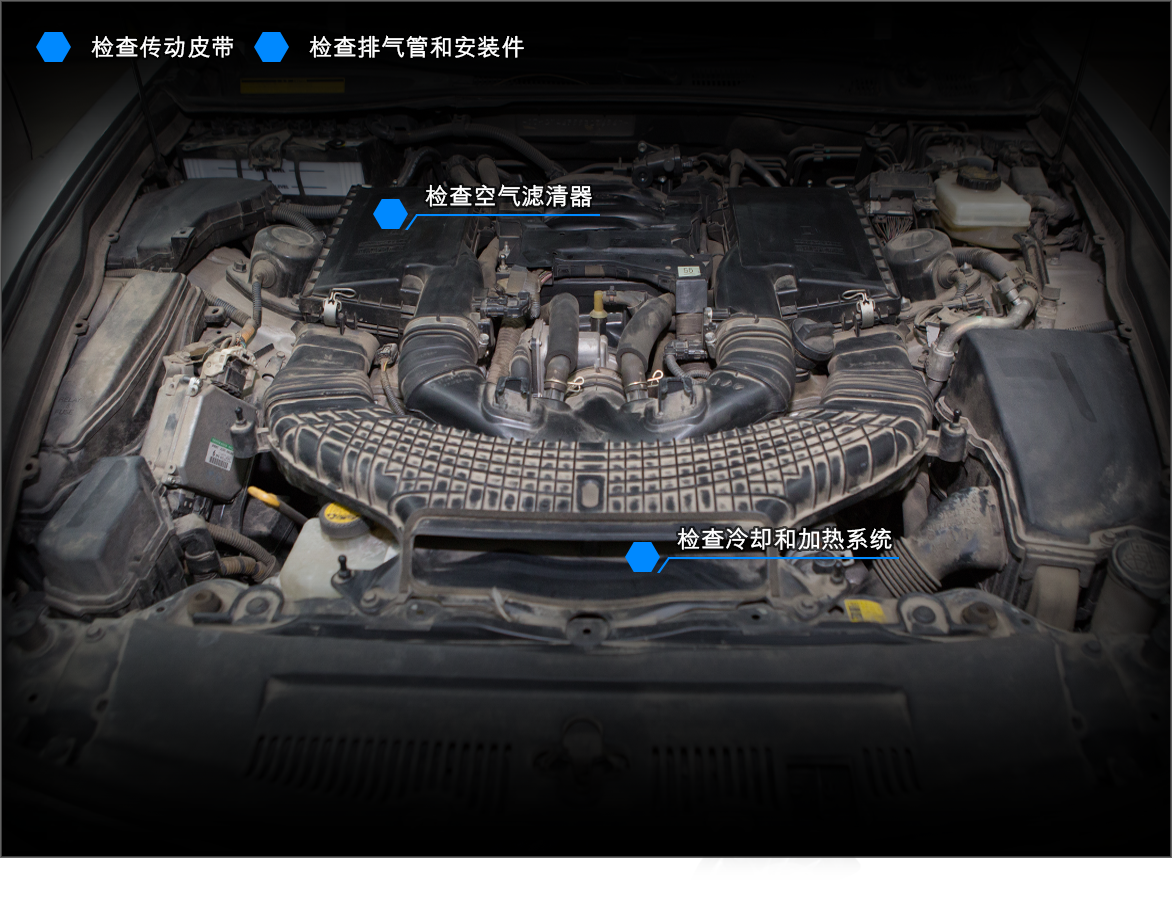 检查传动皮带
检查排气管和安装件
检查空气滤清器
检查冷却和加热系统